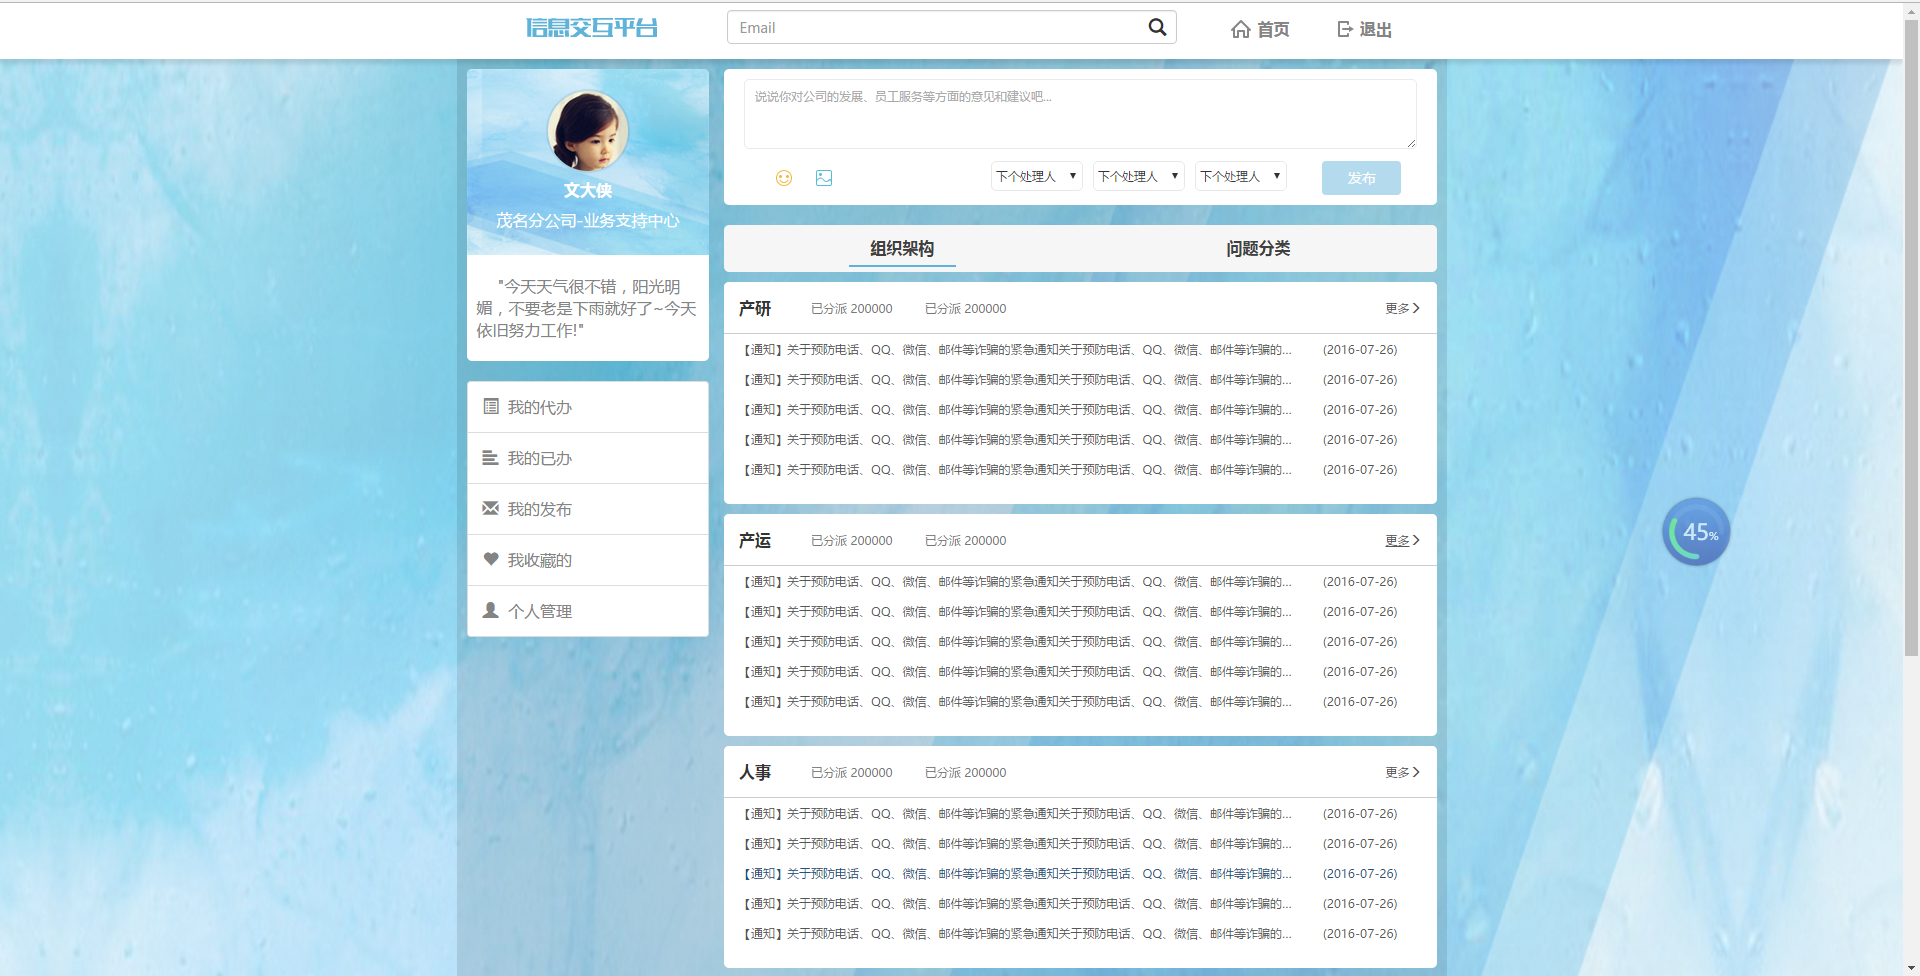 信息交互平台
Email
首页
退出
文大侠
茂名分公司-业务支持中心
"今天天气很不错，阳光明
媚，不要老是下雨就好了~今天
依旧努力工作!"
我的代办
我的已办
我的发布
我收藏的
个人管理
说说你对公司的发展、员工服务等方面的意见和建议吧...
下个处理人 下个处理人 下个处理人 发布
组织架构 问题分类
产研 已分派 200000 已分派 200000 更多
【通知】关于预防电话、QQ、微信、邮件等诈骗的紧急通知关于预防电话、QQ、微信、邮件等诈骗的... (2016-07-26)
【通知】关于预防电话、QQ、微信、邮件等诈骗的紧急通知关于预防电话、QQ、微信、邮件等诈骗的... (2016-07-26)
【通知】关于预防电话、QQ、微信、邮件等诈骗的紧急通知关于预防电话、QQ、微信、邮件等诈骗的... (2016-07-26)
【通知】关于预防电话、QQ、微信、邮件等诈骗的紧急通知关于预防电话、QQ、微信、邮件等诈骗的... (2016-07-26)
【通知】关于预防电话、QQ、微信、邮件等诈骗的紧急通知关于预防电话、QQ、微信、邮件等诈骗的... (2016-07-26)
产运 已分派 200000 已分派 200000 更多
【通知】关于预防电话、QQ、微信、邮件等诈骗的紧急通知关于预防电话、QQ、微信、邮件等诈骗的... (2016-07-26)
【通知】关于预防电话、QQ、微信、邮件等诈骗的紧急通知关于预防电话、QQ、微信、邮件等诈骗的... (2016-07-26)
【通知】关于预防电话、QQ、微信、邮件等诈骗的紧急通知关于预防电话、QQ、微信、邮件等诈骗的... (2016-07-26)
【通知】关于预防电话、QQ、微信、邮件等诈骗的紧急通知关于预防电话、QQ、微信、邮件等诈骗的... (2016-07-26)
【通知】关于预防电话、QQ、微信、邮件等诈骗的紧急通知关于预防电话、QQ、微信、邮件等诈骗的... (2016-07-26)
人事 已分派 200000 已分派 200000 更多
【通知】关于预防电话、QQ、微信、邮件等诈骗的紧急通知关于预防电话、QQ、微信、邮件等诈骗的... (2016-07-26)
【通知】关于预防电话、QQ、微信、邮件等诈骗的紧急通知关于预防电话、QQ、微信、邮件等诈骗的... (2016-07-26)
【通知】关于预防电话、QQ、微信、邮件等诈骗的紧急通知关于预防电话、QQ、微信、邮件等诈骗的... (2016-07-26)
【通知】关于预防电话、QQ、微信、邮件等诈骗的紧急通知关于预防电话、QQ、微信、邮件等诈骗的... (2016-07-26)
【通知】关于预防电话、QQ、微信、邮件等诈骗的紧急通知关于预防电话、QQ、微信、邮件等诈骗的... (2016-07-26)
45%